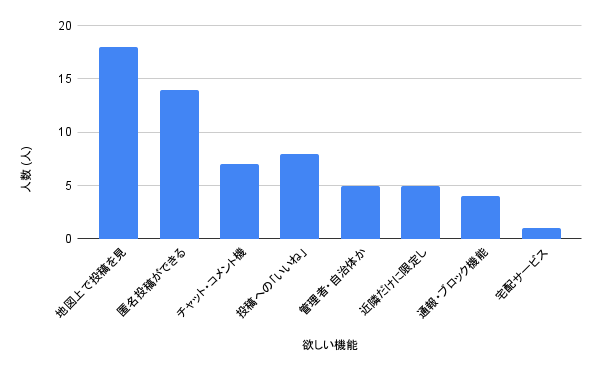 20
15
10
5
0
人数 (人)
地図上で投稿を見
匿名投稿ができる
チャット・コメント機
投稿への「いいね」
管理者・自治体か
近隣だけに限定し
通報・ブロック機能
宅配サービス
欲しい機能